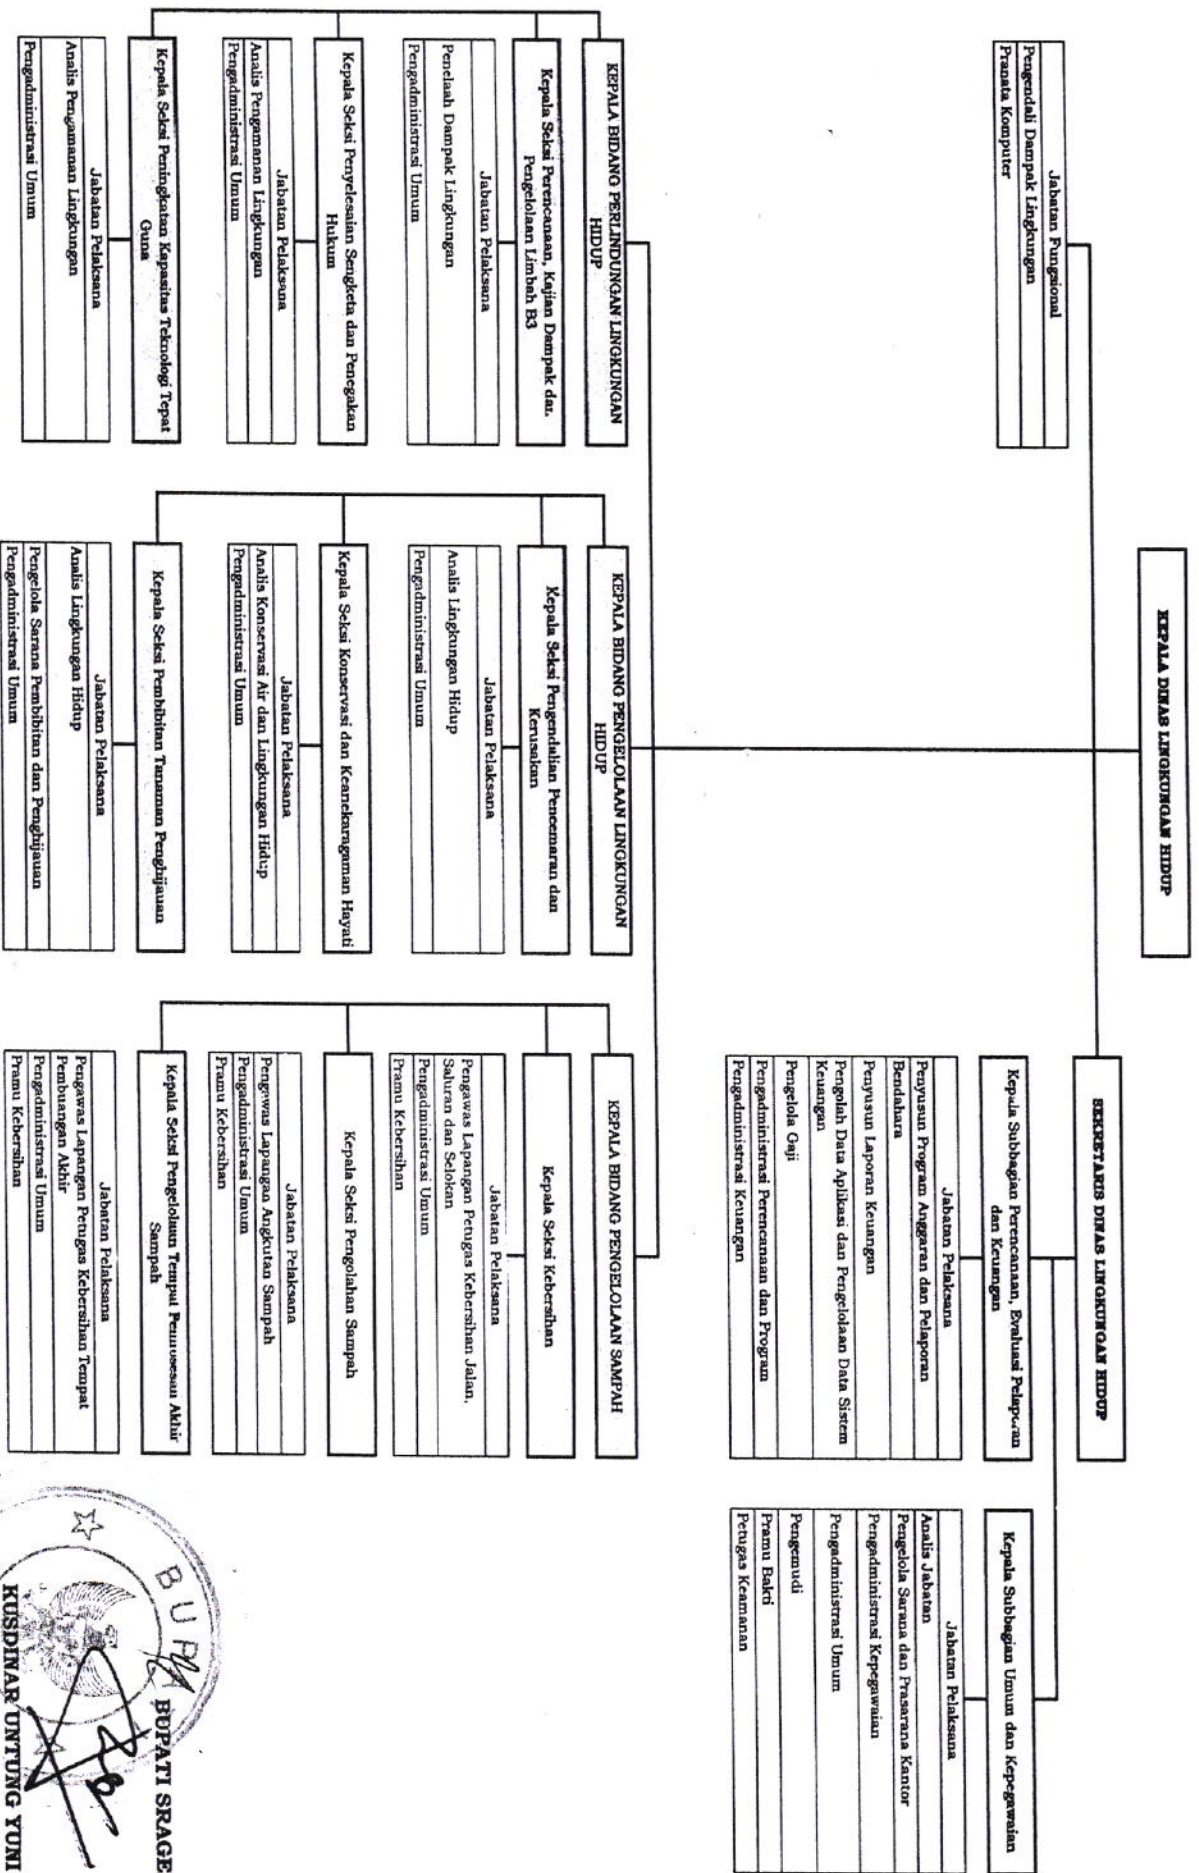 KEPALA DINAS LINGKUNGAN HIDUP
SEKRETARIS DINAS LINGKUNGAN HIDUP
Jabatan Fungsional
Pengendali Dampak Lingkungan
Pranata Komputer
Kepala Subbagian Perencanaan, Evaluasi Pelaporan
dan Keuangan
Jabatan Pelaksana
Penyusun Program Anggaran dan Pelaporan
Bendahara
Penyusun Laporan Keuangan
Pengolah Data Aplikasi dan Pengelolaan Data Sistem
Keuangan
Pengelola Gaji
Pengadministrasi Perencanaan dan Program
Pengadministrasi Keuangan
Kepala Subbagian Umum dan Kepegawaian
Jabatan Pelaksana
Analis Jabatan
Pengelola Sarana dan Prasarana Kantor
Pengadministrasi Kepegawaian
Pengadministrasi Umum
Pengemudi
Pramu Bakti
Petugas Keamanan
KEPALA BIDANG PERLINDUNGAN LINGKUNGAN
HIDUP
Kepala Seksi Perencanaan, Kajian Dampak dar.
Pengelolaan Limbah B3
Jabatan Pelaksana
Penelaah Dampak Lingkungan
Pengadministrasi Umum
Kepala Seksi Penyelesaian Sengketa dan Penegakan
Hukum
Jabatan Pelaksana
Analis Pengamanan Lingkungan
Pengadministrasi Umum
Kepala Seksi Peningkatan Kapasitas Teknologi Tepat
Guna
Jabatan Pelaksana
Analis Pengamanan Lingkungan
Pengadministrasi Umum
KEPALA BIDANG PENGELOLAAN LINGKUNGAN
HIDUP
Kepala Seksi Pengendalian Pencemaran dan
Kerusakan
Jabatan Pelaksana
Analis Lingkungan Hidup
Pengadministrasi Umum
Kepala Seksi Konservasi dan Keanekaragaman Hayati
Jabatan Pelaksana
Analis Konservasi Air dan Lingkungan Hidup
Pengadministrasi Umum
Kepala Seksi Pembibitan Tanaman Penghijauan
Jabatan Pelaksana
Analis Lingkungan Hidup
Pengelola Sarana Pembibitan dan Penghijauan
Pengadministrasi Umum
KEPALA BIDANG PENGELOLAAN SAMPAH
Kepala Seksi Kebersihan
Jabatan Pelaksana
Pengawas Lapangan Petugas Kebersihan Jalan,
Saluran dan Selokan
Pengadministrasi Umum
Pramu Kebersihan
Kepala Seksi Pengolahan Sampah
Jabatan Pelaksana
Pengawas Lapangan Angkutan Sampah
Pengadministrasi Umum
Pramu Kebersihan
Kepala Seksi Pengelolaan Tempat Pemrosesan Akhir
Sampah
Jabatan Pelaksana
Pengawas Lapangan Petugas Kebersihan Tempat
Pembuangan Akhir
Pengadministrasi Umum
Pramu Kebersihan
BUPATI SRAGE
BUPA
KUSDINAR UNTUNG YUNI